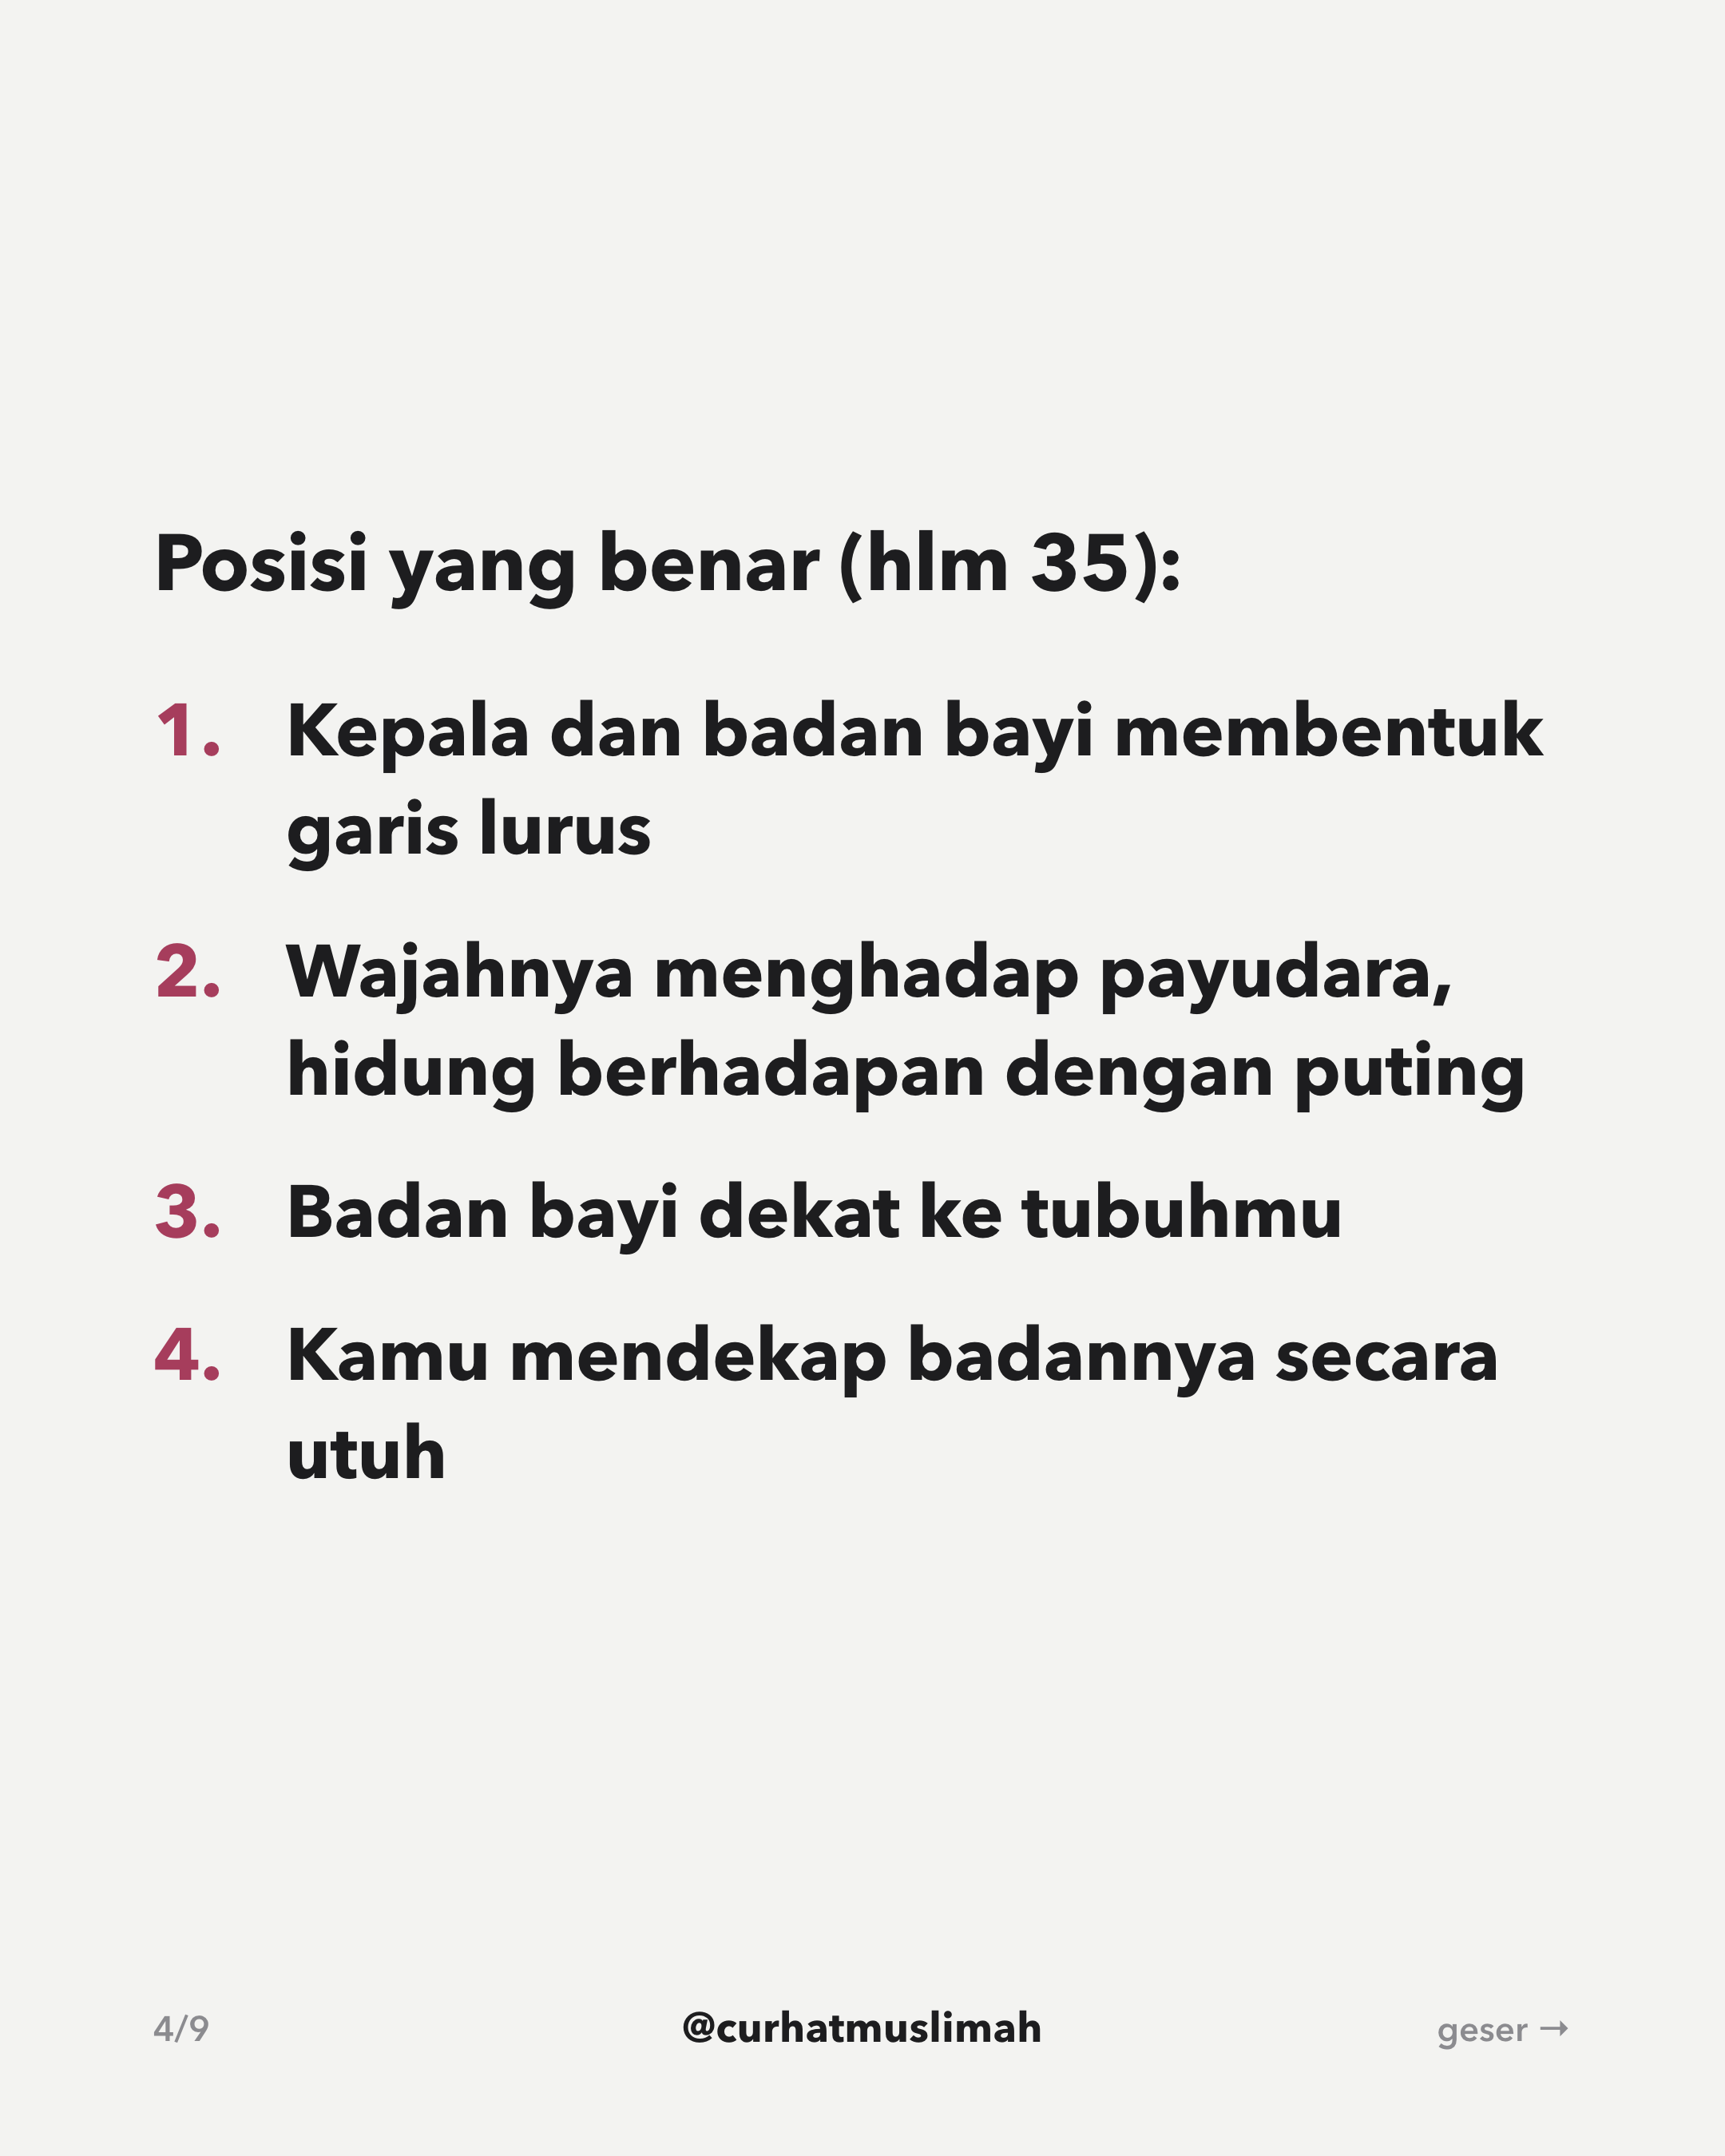 Posisi yang benar (hlm 35):
1. Kepala dan badan bayi membentuk
garis lurus
2. Wajahnya menghadap payudara,
hidung berhadapan dengan puting
3. Badan bayi dekat ke tubuhmu
4. Kamu mendekap badannya secara
utuh
4/9
@curhatmuslimah
geser →